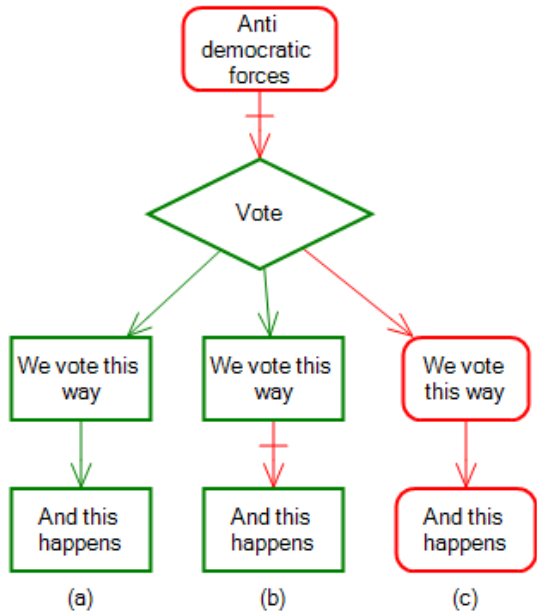 Anti
democratic
forces
Vote
We vote this
way
We vote this
way
We vote
this way
And this
happens
And this
happens
And this
happens
(a)
(b)
(c)